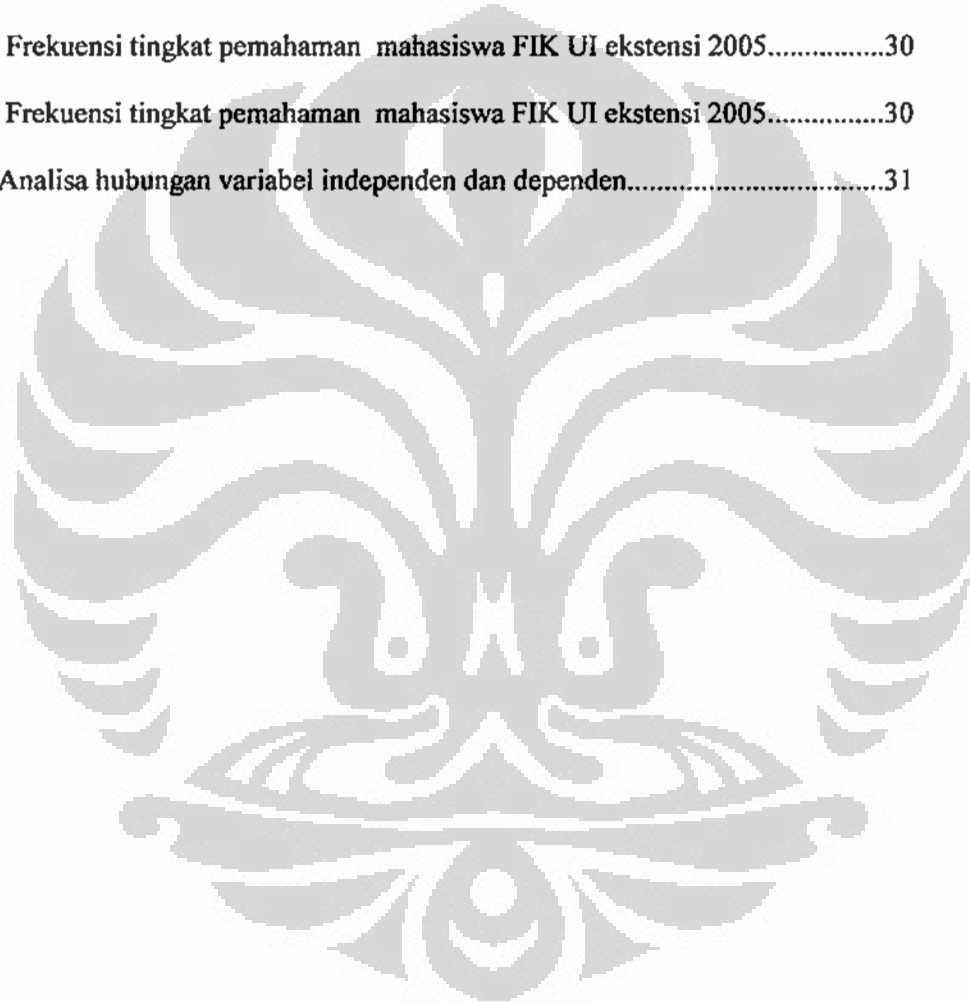 Frekuensi tingkat pemahaman mahasiswa FIK UI ekstensi 2005................30
Frekuensi tingkat pemahaman mahasiswa FIK UI ekstensi 2005................30
Analisa hubungan variabel independen dan dependen...................................31